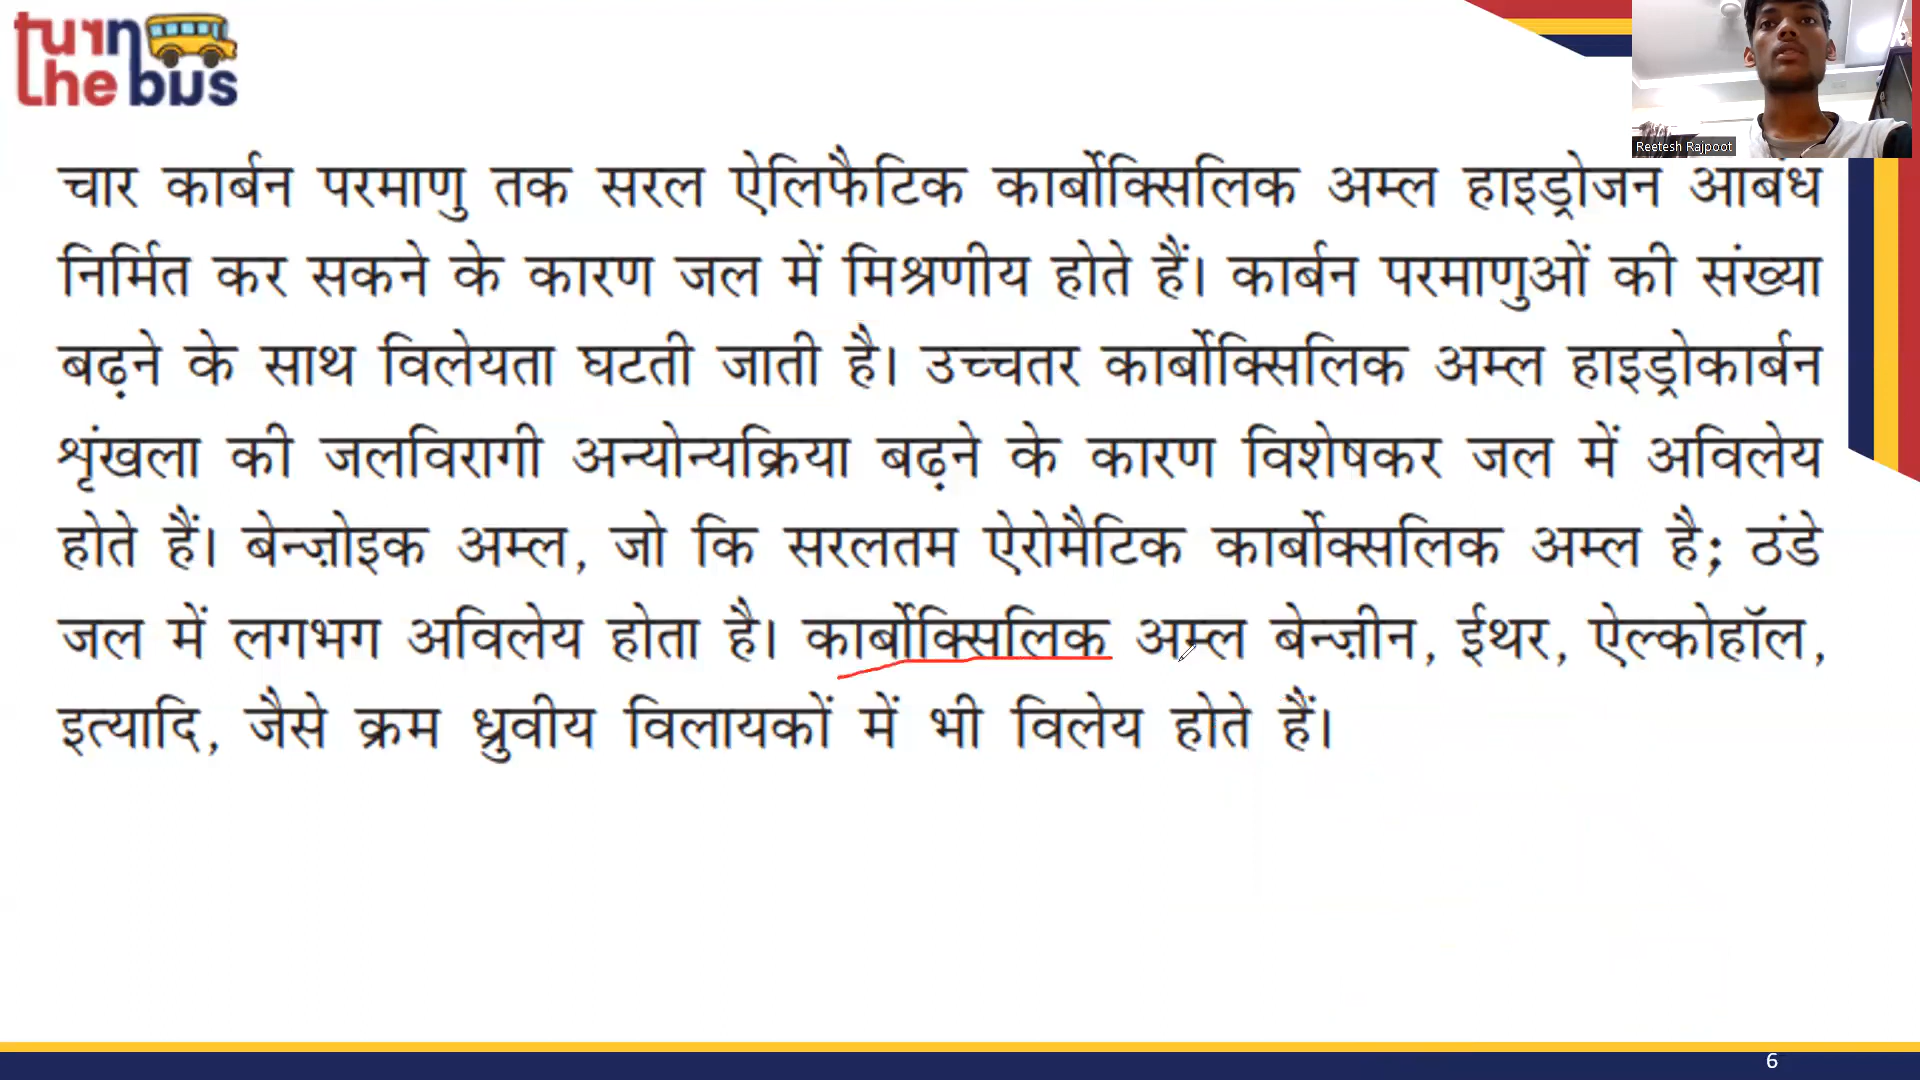 turn
the bus
Reetesh Rajpoot
चार कार्बन परमाणु तक सरल ऐलिफैटिक कार्बोक्सिलिक अम्ल हाइड्रोजन आबंध
निर्मित कर सकने के कारण जल में मिश्रणीय होते हैं। कार्बन परमाणुओं की संख्या
बढ़ने के साथ विलेयता घटती जाती है। उच्चतर कार्बोक्सिलिक अम्ल हाइड्रोकार्बन
शृंखला की जलविरागी अन्योन्यक्रिया बढ़ने के कारण विशेषकर जल में अविलेय
होते हैं। बेन्ज़ोइक अम्ल, जो कि सरलतम ऐरोमैटिक कार्बोक्सलिक अम्ल है; ठंडे
जल में लगभग अविलेय होता है। कार्बोक्सिलिक अम्ल बेन्ज़ीन, ईथर, ऐल्कोहॉल,
इत्यादि, जैसे क्रम ध्रुवीय विलायकों में भी विलेय होते हैं।
6